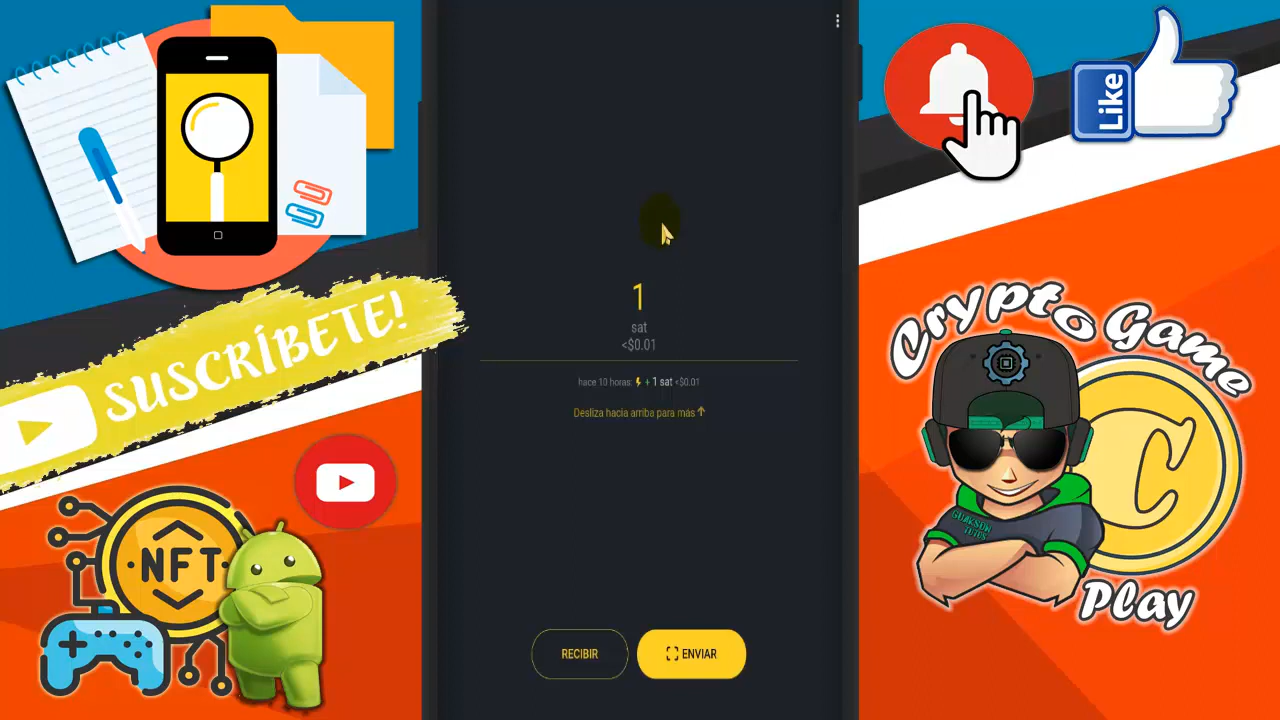 Like
SUSCRÍBETE!
1
sat
<$0.01
hace 10 horas: ⚡ + 1 sat <$0.01
Desliza hacia arriba para más ↑
RECIBIR
ENVIAR
·NFT·
Crypto Game
C
Play